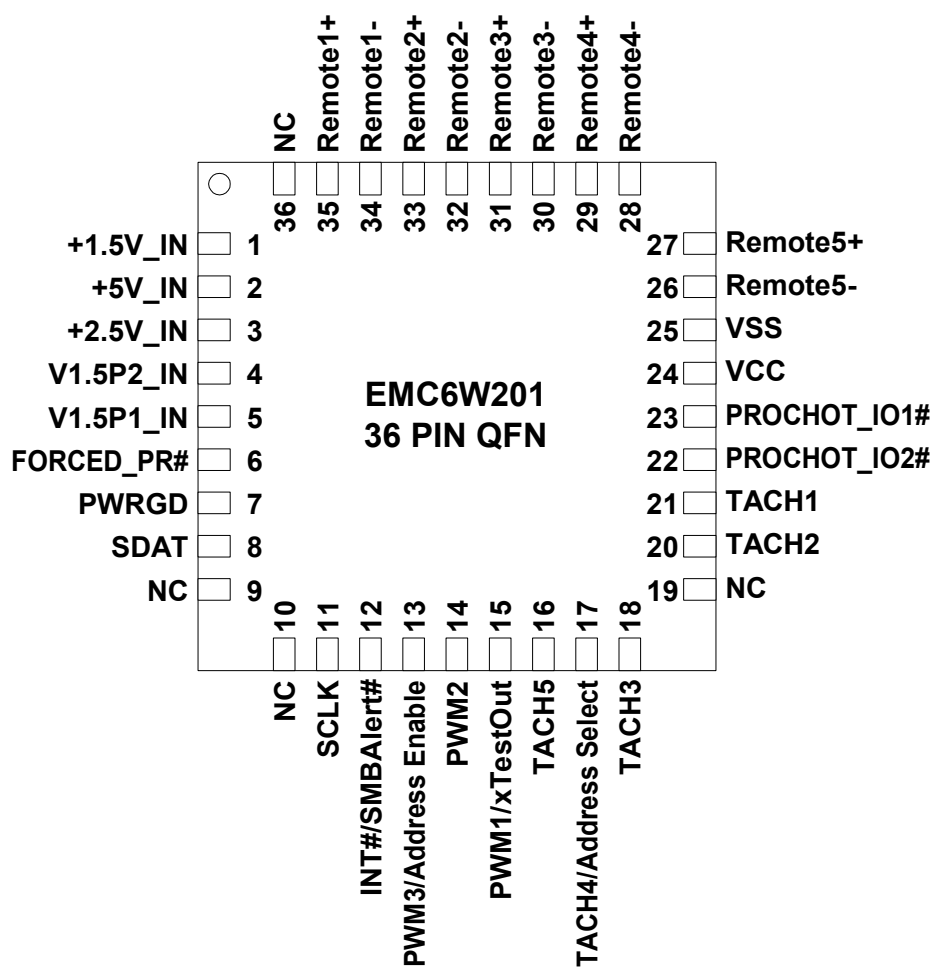 NC
Remote1+
Remote1-
Remote2+
Remote2-
Remote3+
Remote3-
Remote4+
Remote4-
36
35
34
33
32
31
30
29
28
+1.5V_IN 1
+5V_IN 2
+2.5V_IN 3
V1.5P2_IN 4
V1.5P1_IN 5
FORCED_PR# 6
PWRGD 7
SDAT 8
NC 9
EMC6W201
36 PIN QFN
27 Remote5+
26 Remote5-
25 VSS
24 VCC
23 PROCHOT_IO1#
22 PROCHOT_IO2#
21 TACH1
20 TACH2
19 NC
10
11
12
13
14
15
16
17
18
NC
SCLK
INT#/SMBAlert#
PWM3/Address Enable
PWM2
PWM1/xTestOut
TACH5
TACH4/Address Select
TACH3